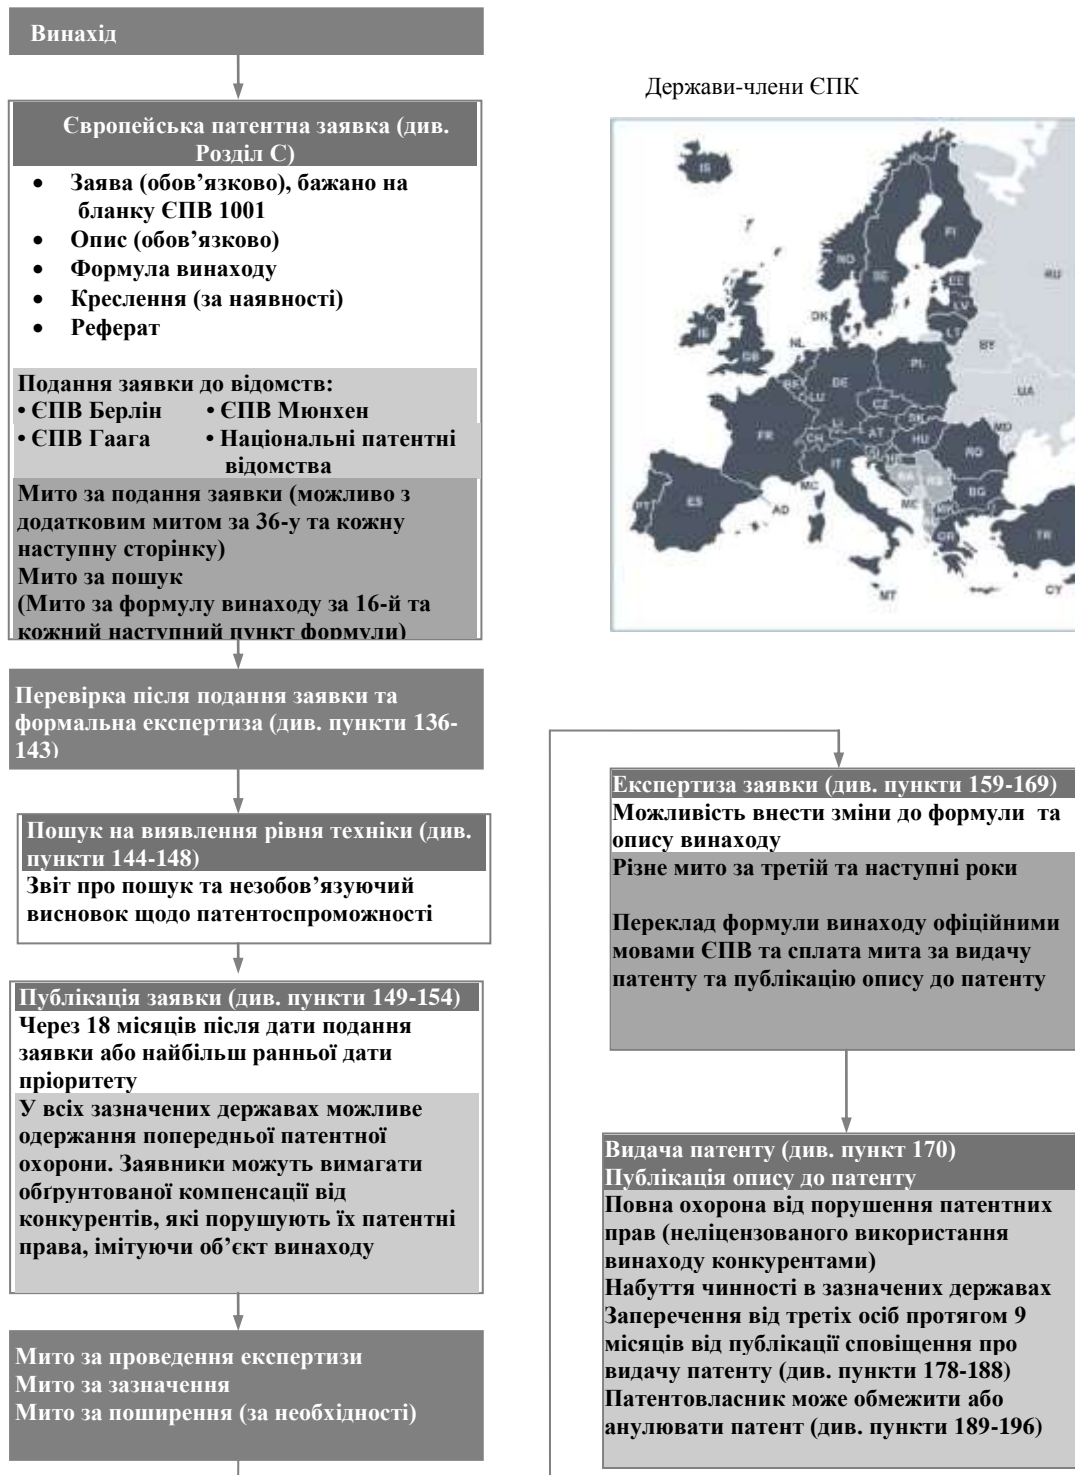 Винахід
Європейська патентна заявка (див.
Розділ С)
• Заява (обов’язково), бажано на
бланку ЄПВ 1001
• Опис (обов’язково)
• Формула винаходу
• Креслення (за наявності)
• Реферат
Подання заявки до відомств:
• ЄПВ Берлін • ЄПВ Мюнхен
• ЄПВ Гаага • Національні патентні
відомства
Мито за подання заявки (можливо з
додатковим митом за 36-у та кожну
наступну сторінку)
Мито за пошук
(Мито за формулу винаходу за 16-й та
кожний наступний пункт формули)
Перевірка після подання заявки та
формальна експертиза (див. пункти 136-
143)
Пошук на виявлення рівня техніки (див.
пункти 144-148)
Звіт про пошук та незобов’язуючий
висновок щодо патентоспроможності
Публікація заявки (див. пункти 149-154)
Через 18 місяців після дати подання
заявки або найбільш ранньої дати
пріоритету
У всіх зазначених державах можливе
одержання попередньої патентної
охорони. Заявники можуть вимагати
обґрунтованої компенсації від
конкурентів, які порушують їх патентні
права, імітуючи об’єкт винаходу
Мито за проведення експертизи
Мито за зазначення
Мито за поширення (за необхідності)
Держави-члени ЄПК
IS
FI
NO
SE
RU
EE
LV
LT
DK
IE
GB
NL
BY
PL
DE
BE
LU
UA
CZ
SK
FR
CH
LI
AT
HU
MD
RO
IT
SI
BA
RS
MC
ME
BG
PT
ES
AD
MK
GR
TR
MT
CY
Експертиза заявки (див. пункти 159-169)
Можливість внести зміни до формули та
опису винаходу
Різне мито за третій та наступні роки
Переклад формули винаходу офіційними
мовами ЄПВ та сплата мита за видачу
патенту та публікацію опису до патенту
Видача патенту (див. пункт 170)
Публікація опису до патенту
Повна охорона від порушення патентних
прав (неліцензованого використання
винаходу конкурентами)
Набуття чинності в зазначених державах
Заперечення від третіх осіб протягом 9
місяців від публікації сповіщення про
видачу патенту (див. пункти 178-188)
Патентовласник може обмежити або
анулювати патент (див. пункти 189-196)